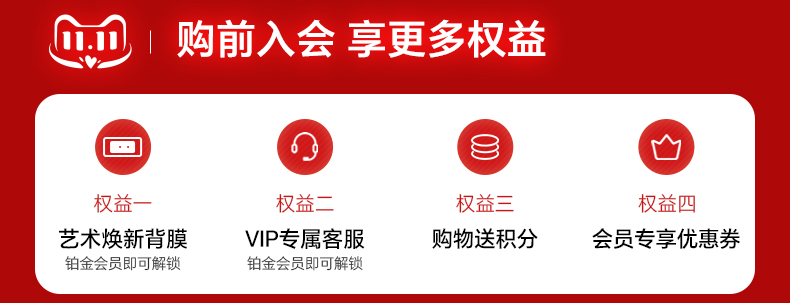 11.11
购前入会 享更多权益
权益一
艺术焕新背膜
铂金会员即可解锁
权益二
VIP专属客服
铂金会员即可解锁
权益三
购物送积分
权益四
会员专享优惠券